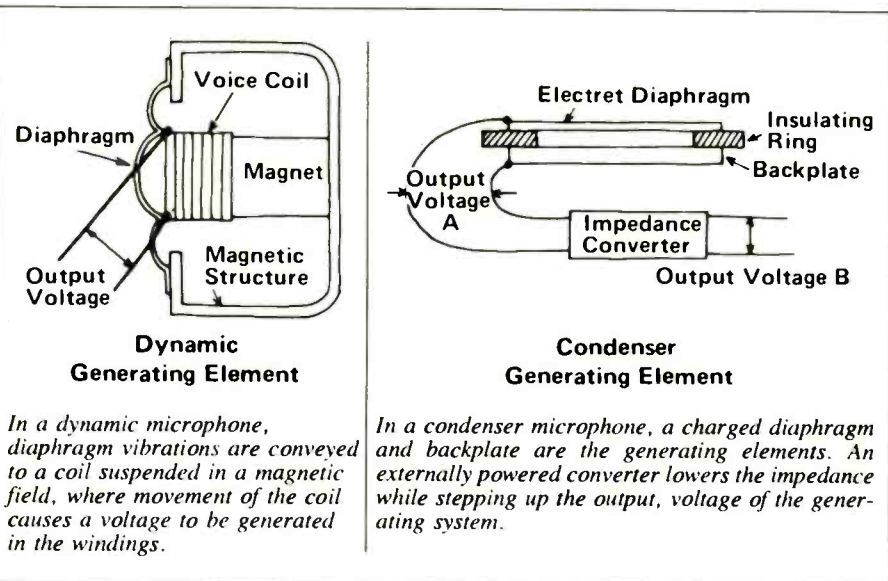 Voice Coil
Diaphragm
Magnet
Output
Voltage
Magnetic
Structure
Dynamic
Generating Element
In a dynamic microphone,
diaphragm vibrations are conveyed
to a coil suspended in a magnetic
field, where movement of the coil
causes a voltage to be generated
in the windings.
Electret Diaphragm
Insulating
Ring
Backplate
Output
Voltage
A
Impedance
Converter
Output Voltage B
Condenser
Generating Element
In a condenser microphone, a charged diaphragm
and backplate are the generating elements. An
externally powered converter lowers the impedance
while stepping up the output, voltage of the gener-
ating system.